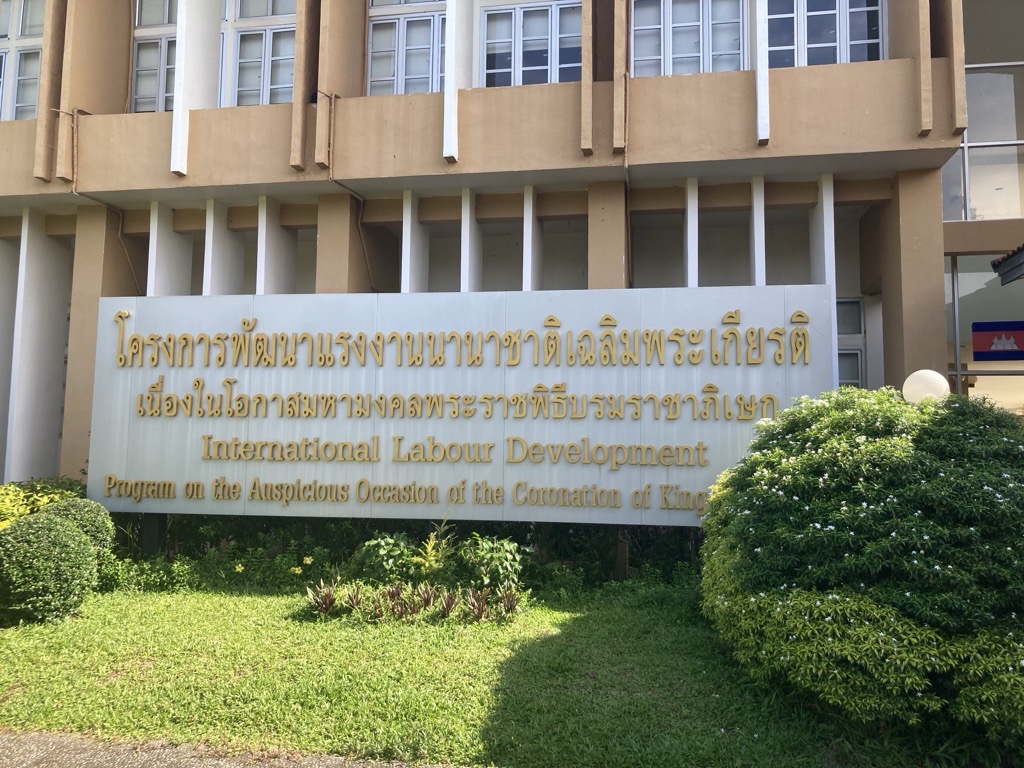 โครงการพัฒนาแรงงานนานาชาติเฉลิมพระเกียรติ
เนื่องในโอกาสมหามงคลพระราชพิธีบรมราชาภิเษก
International Labour Development
Program on the Auspicious Occasion of the Coronation of King